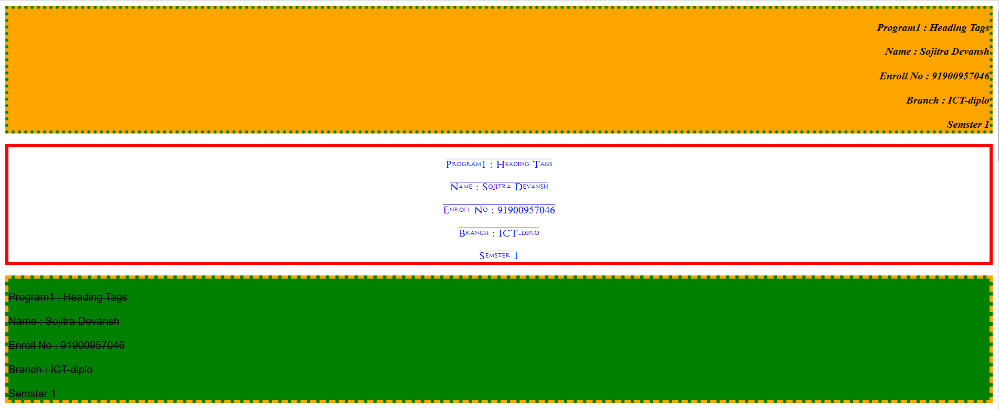 Program1 : Heading Tags
Name : Sojitra Devansh
Enroll No : 91900957046
Branch : ICT-diplo
Semster 1
Program1 : Heading Tags
Name : Sojitra Devansh
Enroll No : 91900957046
Branch : ICT-diplo
Semster 1
Program1 : Heading Tags
Name : Sojitra Devansh
Enroll No : 91900957046
Branch : ICT-diplo
Semster 1